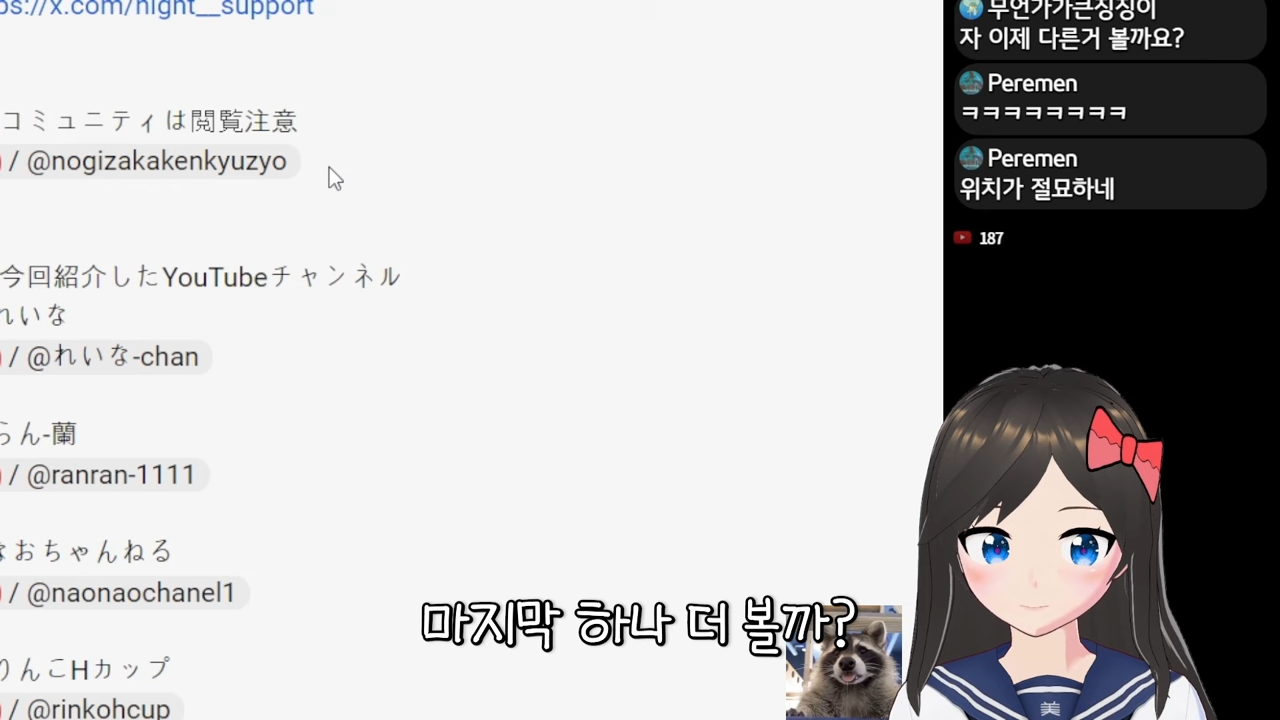 ps://x.com/night__support
コミュニティは閲覧注意
/ @nogizakakenkyuzyo
今回紹介したYouTubeチャンネル
れいな
/ @れいな-chan
らん-蘭
/ @ranran-1111
なおちゃんねる
/ @naonaochanel1
りんこHカップ
/ @rinkohcup
무언가가큰징징이
자 이제 다른거 볼까요?
Peremen
ㅋㅋㅋㅋㅋㅋㅋㅋ
Peremen
위치가 절묘하네
187
마지막 하나 더 볼까?
美